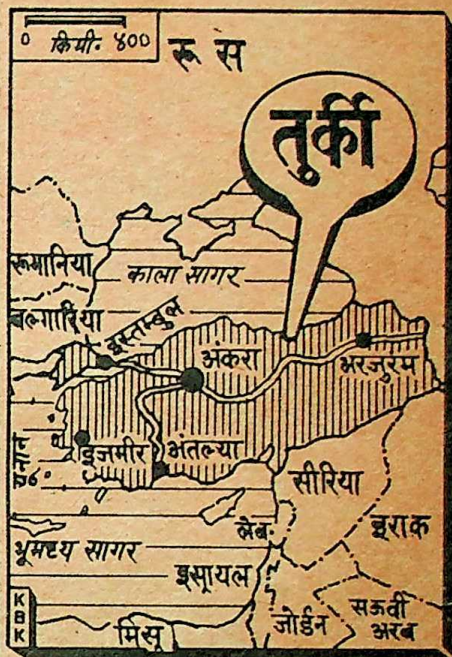 0 किमी. ४००
रूस
तुर्की
रूमानिया
काला सागर
बल्गारिया
इस्तम्बुल
अंकरा
अरज़ुरम
इज़मीर
अंतल्या
यूनान
सीरिया
इराक
लेब.
भूमध्य सागर
इस्रायल
जोर्डन
सऊदी
अरब
मिस्र
KBK